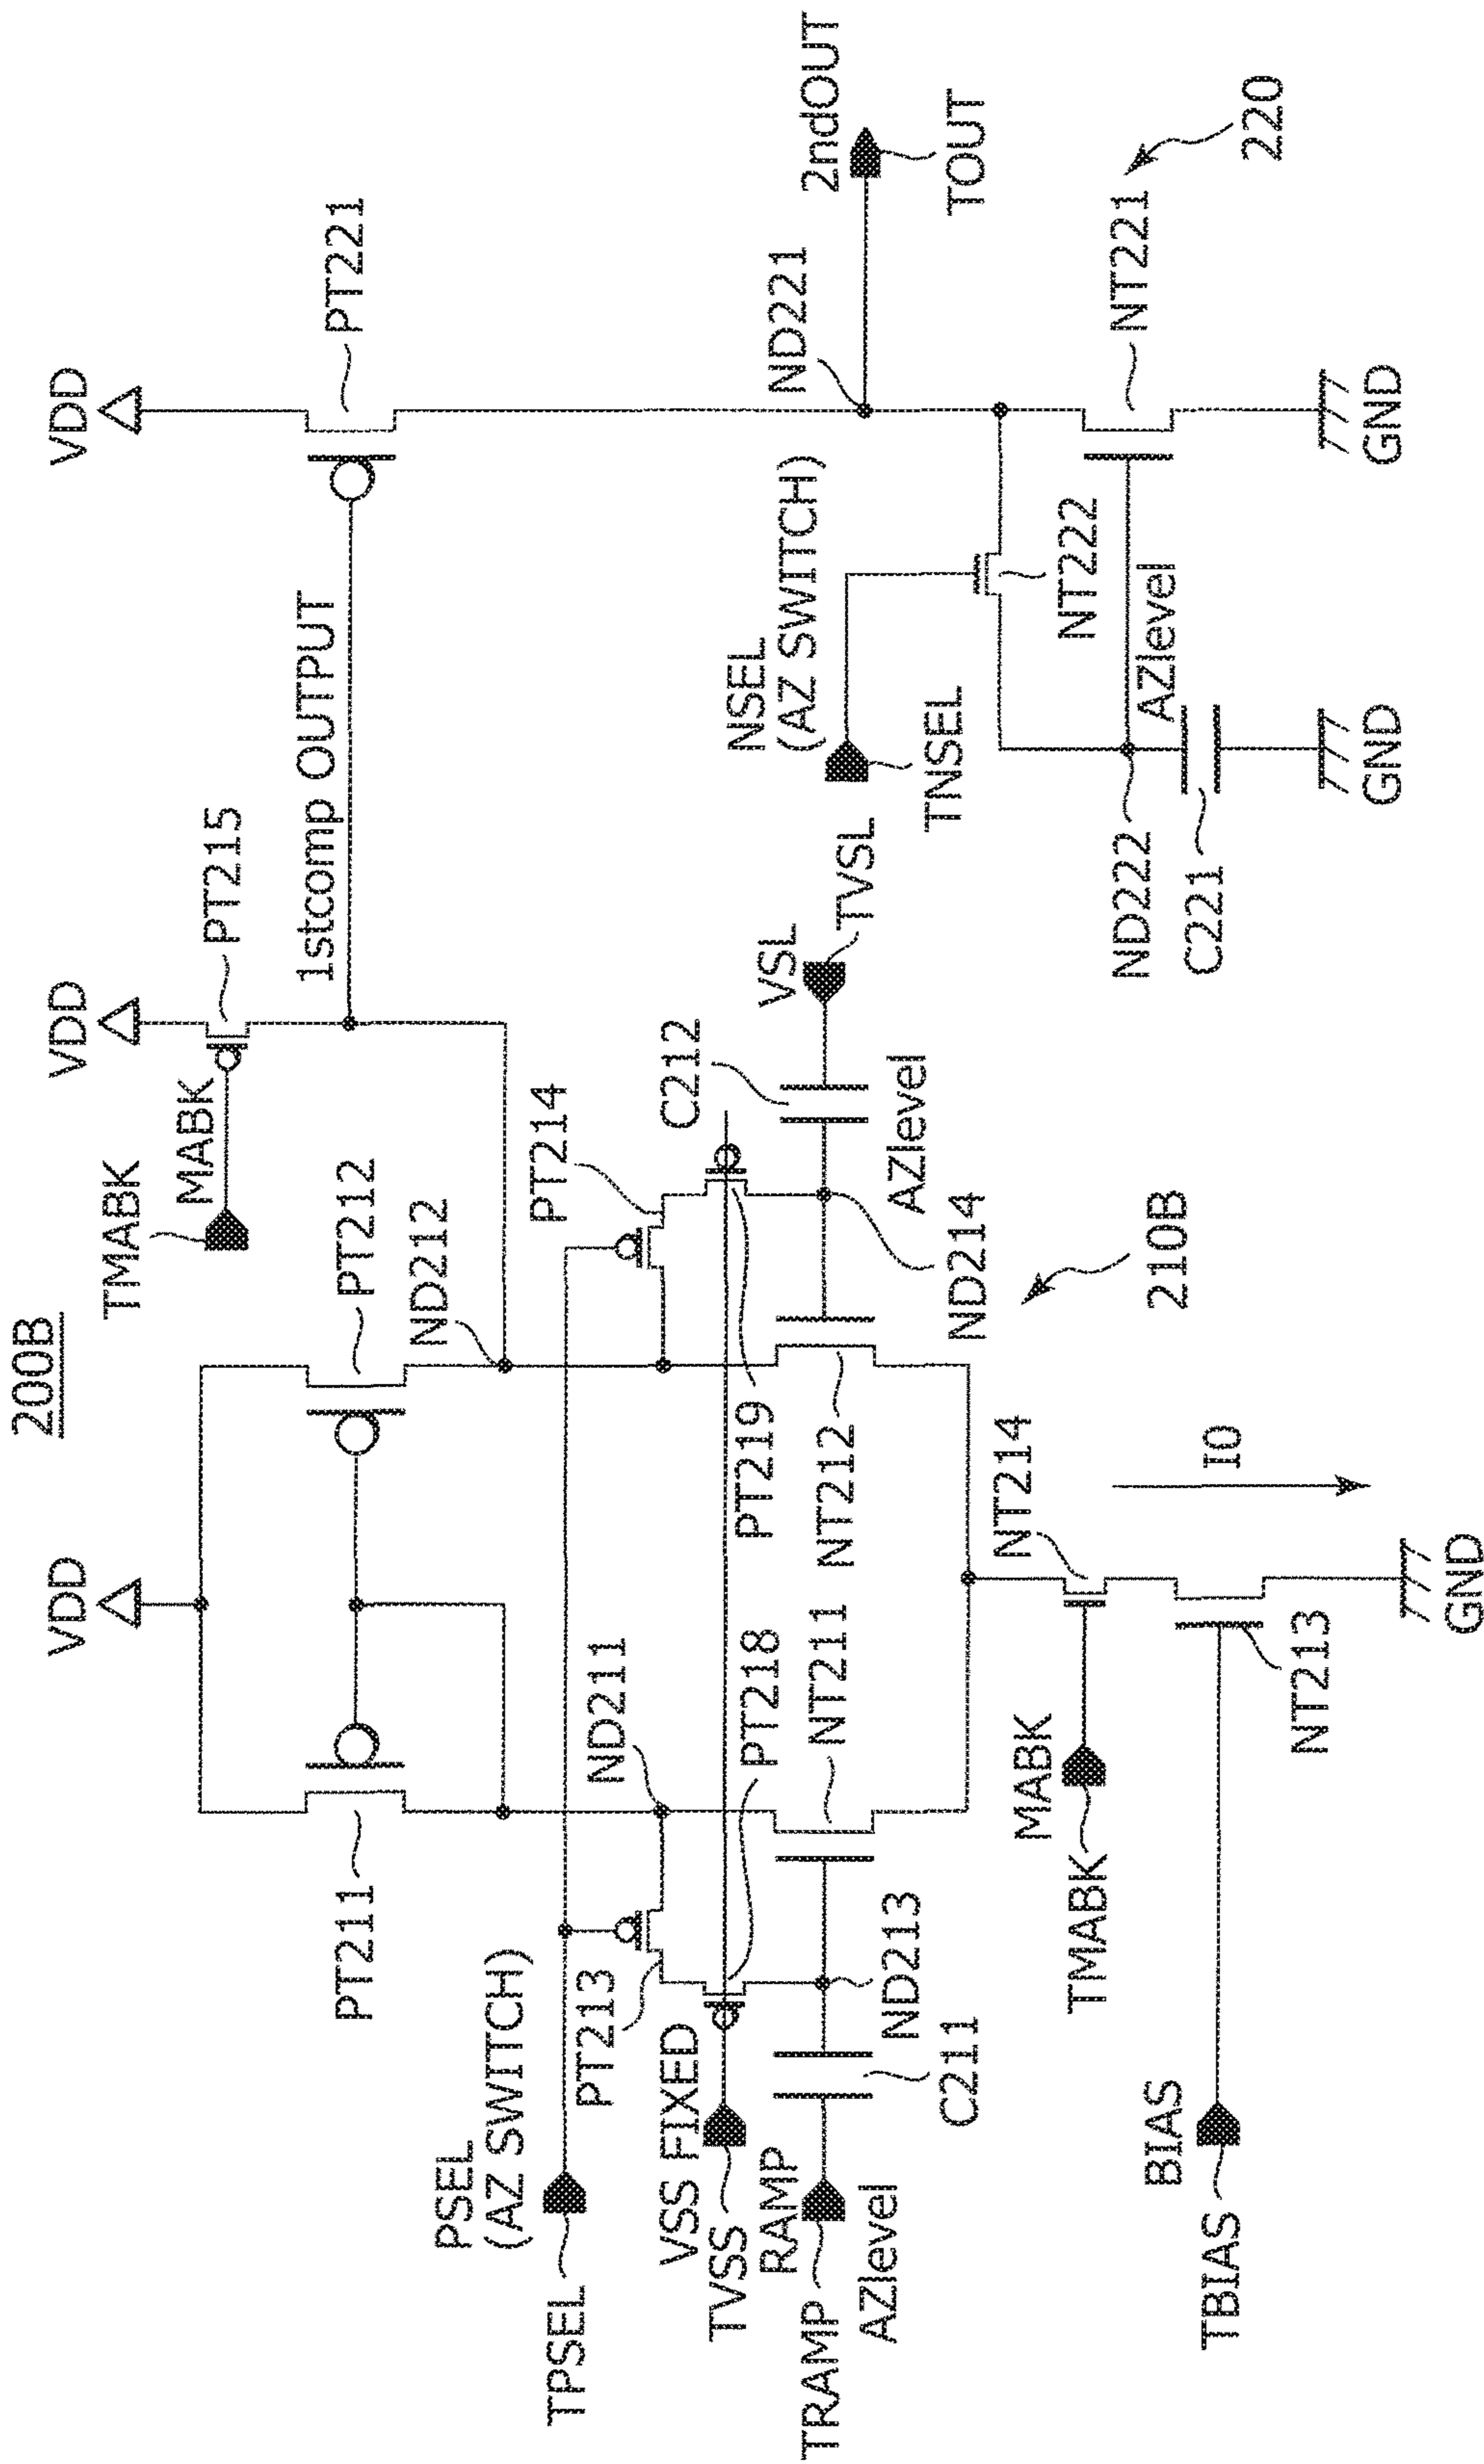 200B
VDD
VDD
VDD
TMABK
MABK
PT215
PT211
PT212
1stcomp OUTPUT
PT221
ND212
PSEL
(AZ SWITCH)
TPSEL
PT213
ND211
PT214
VSS FIXED
TVSS
PT218
PT219
C212
VSL
TVSL
RAMP
TRAMP
AZlevel
C211
ND213
NT211
NT212
ND214
AZlevel
210B
NSEL
(AZ SWITCH)
TNSEL
ND221
2ndOUT
TOUT
NT222
AZlevel
ND222
C221
NT221
220
MABK
TMABK
NT214
I0
BIAS
TBIAS
NT213
GND
GND
GND